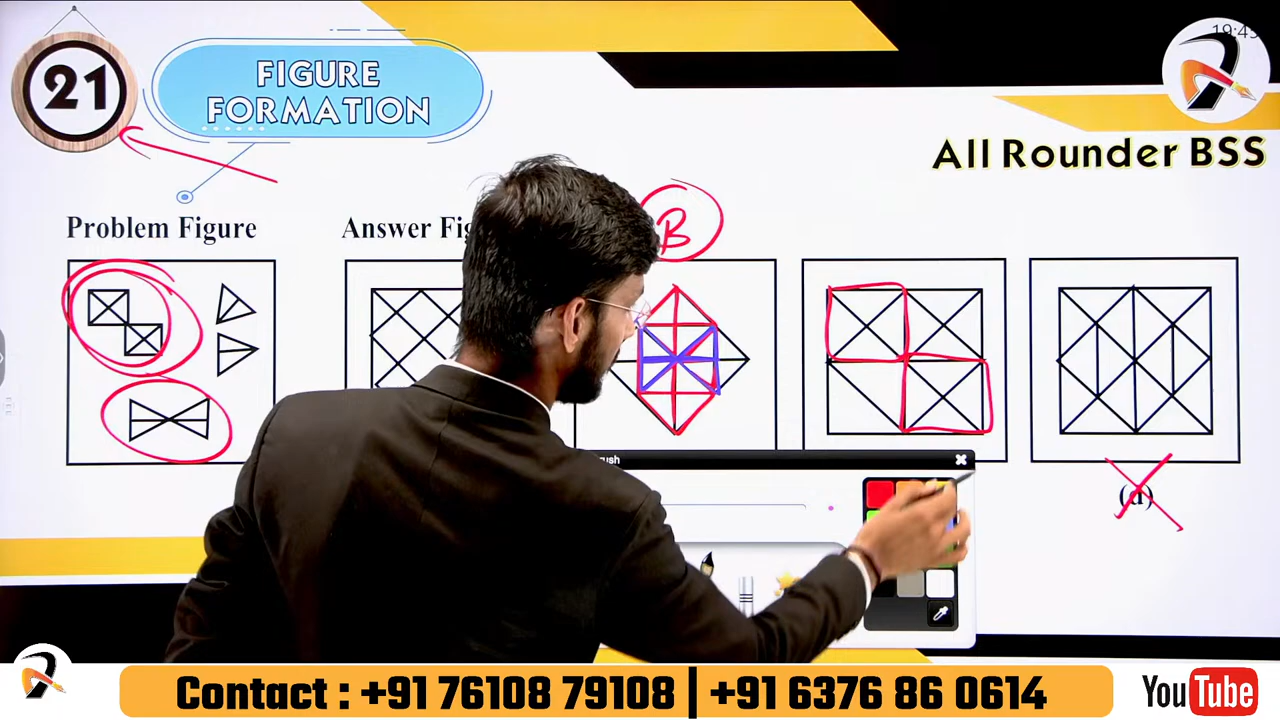 21
FIGURE
FORMATION
All Rounder BSS
Problem Figure
Answer Fig
B
(d)
Contact : +91 76108 79108 | +91 6376 86 0614
YouTube